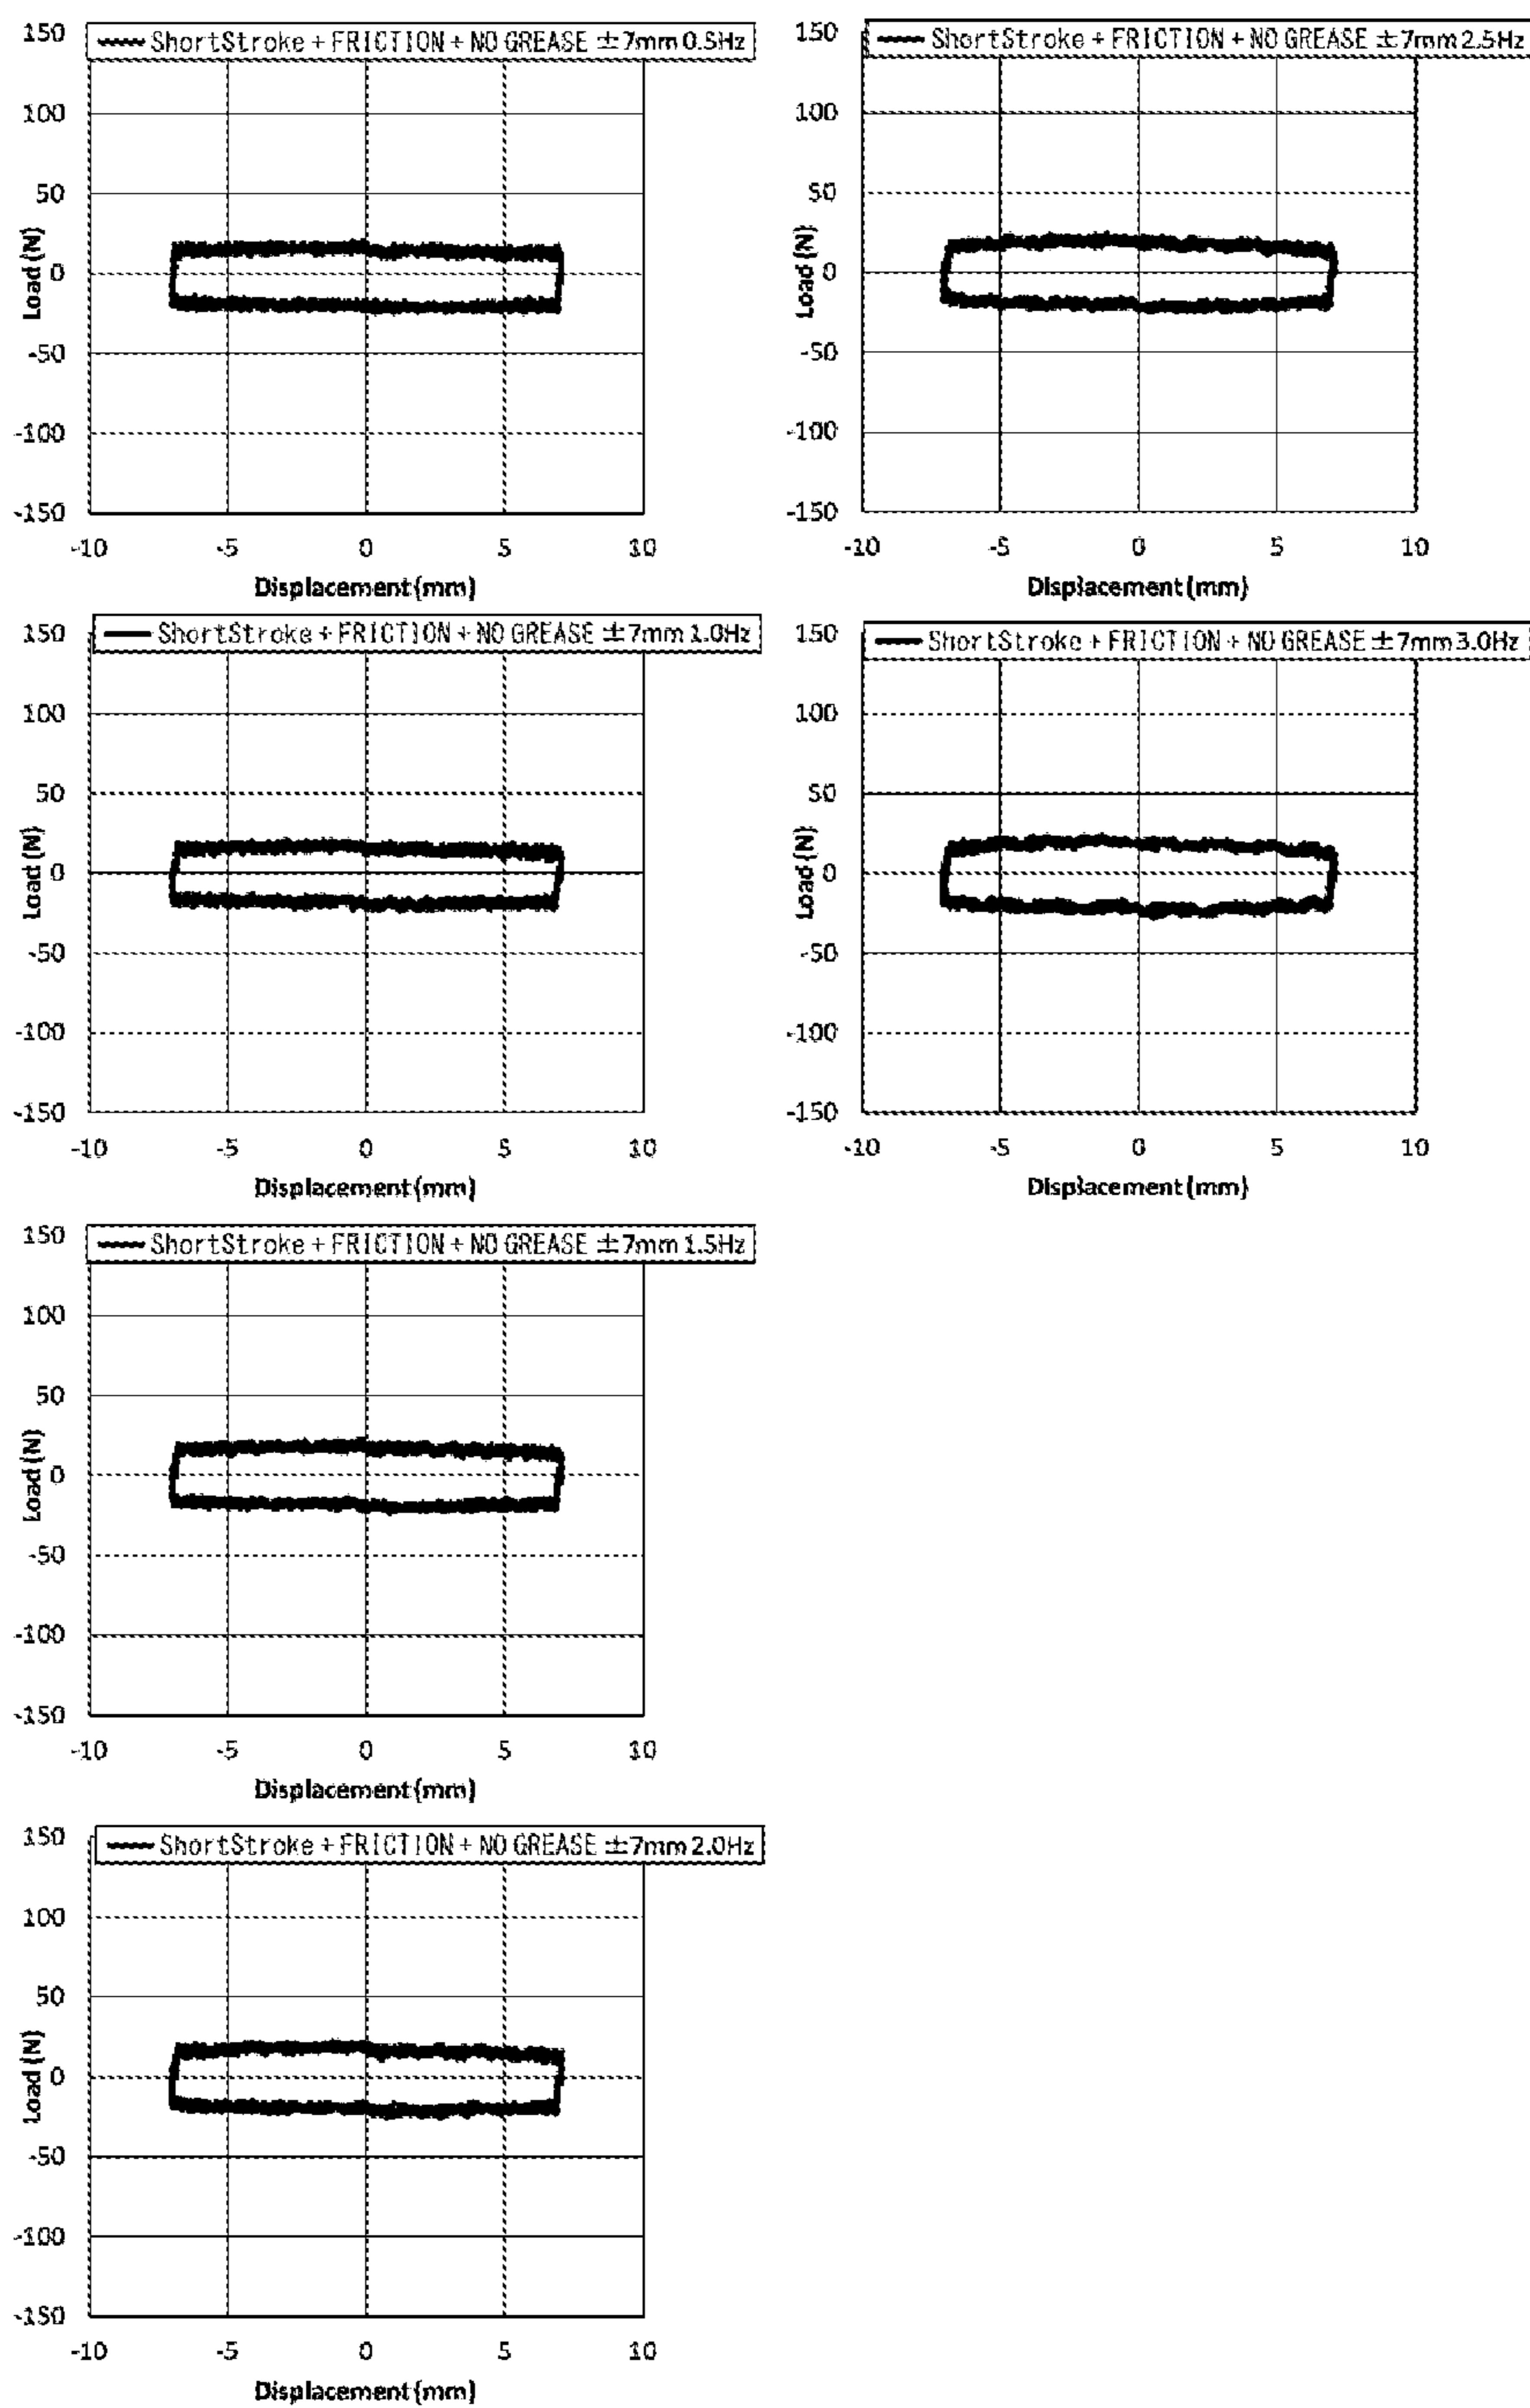 ShortStroke + FRICTION + NO GREASE ±7mm 0.5Hz
150
100
50
0
-50
-100
-150
Load (N)
-10 -5 0 5 10
Displacement (mm)
ShortStroke + FRICTION + NO GREASE ±7mm 2.5Hz
150
100
50
0
-50
-100
-150
Load (N)
-10 -5 0 5 10
Displacement (mm)
ShortStroke + FRICTION + NO GREASE ±7mm 1.0Hz
150
100
50
0
-50
-100
-150
Load (N)
-10 -5 0 5 10
Displacement (mm)
ShortStroke + FRICTION + NO GREASE ±7mm 3.0Hz
150
100
50
0
-50
-100
-150
Load (N)
-10 -5 0 5 10
Displacement (mm)
ShortStroke + FRICTION + NO GREASE ±7mm 1.5Hz
150
100
50
0
-50
-100
-150
Load (N)
-10 -5 0 5 10
Displacement (mm)
ShortStroke + FRICTION + NO GREASE ±7mm 2.0Hz
150
100
50
0
-50
-100
-150
Load (N)
-10 -5 0 5 10
Displacement (mm)